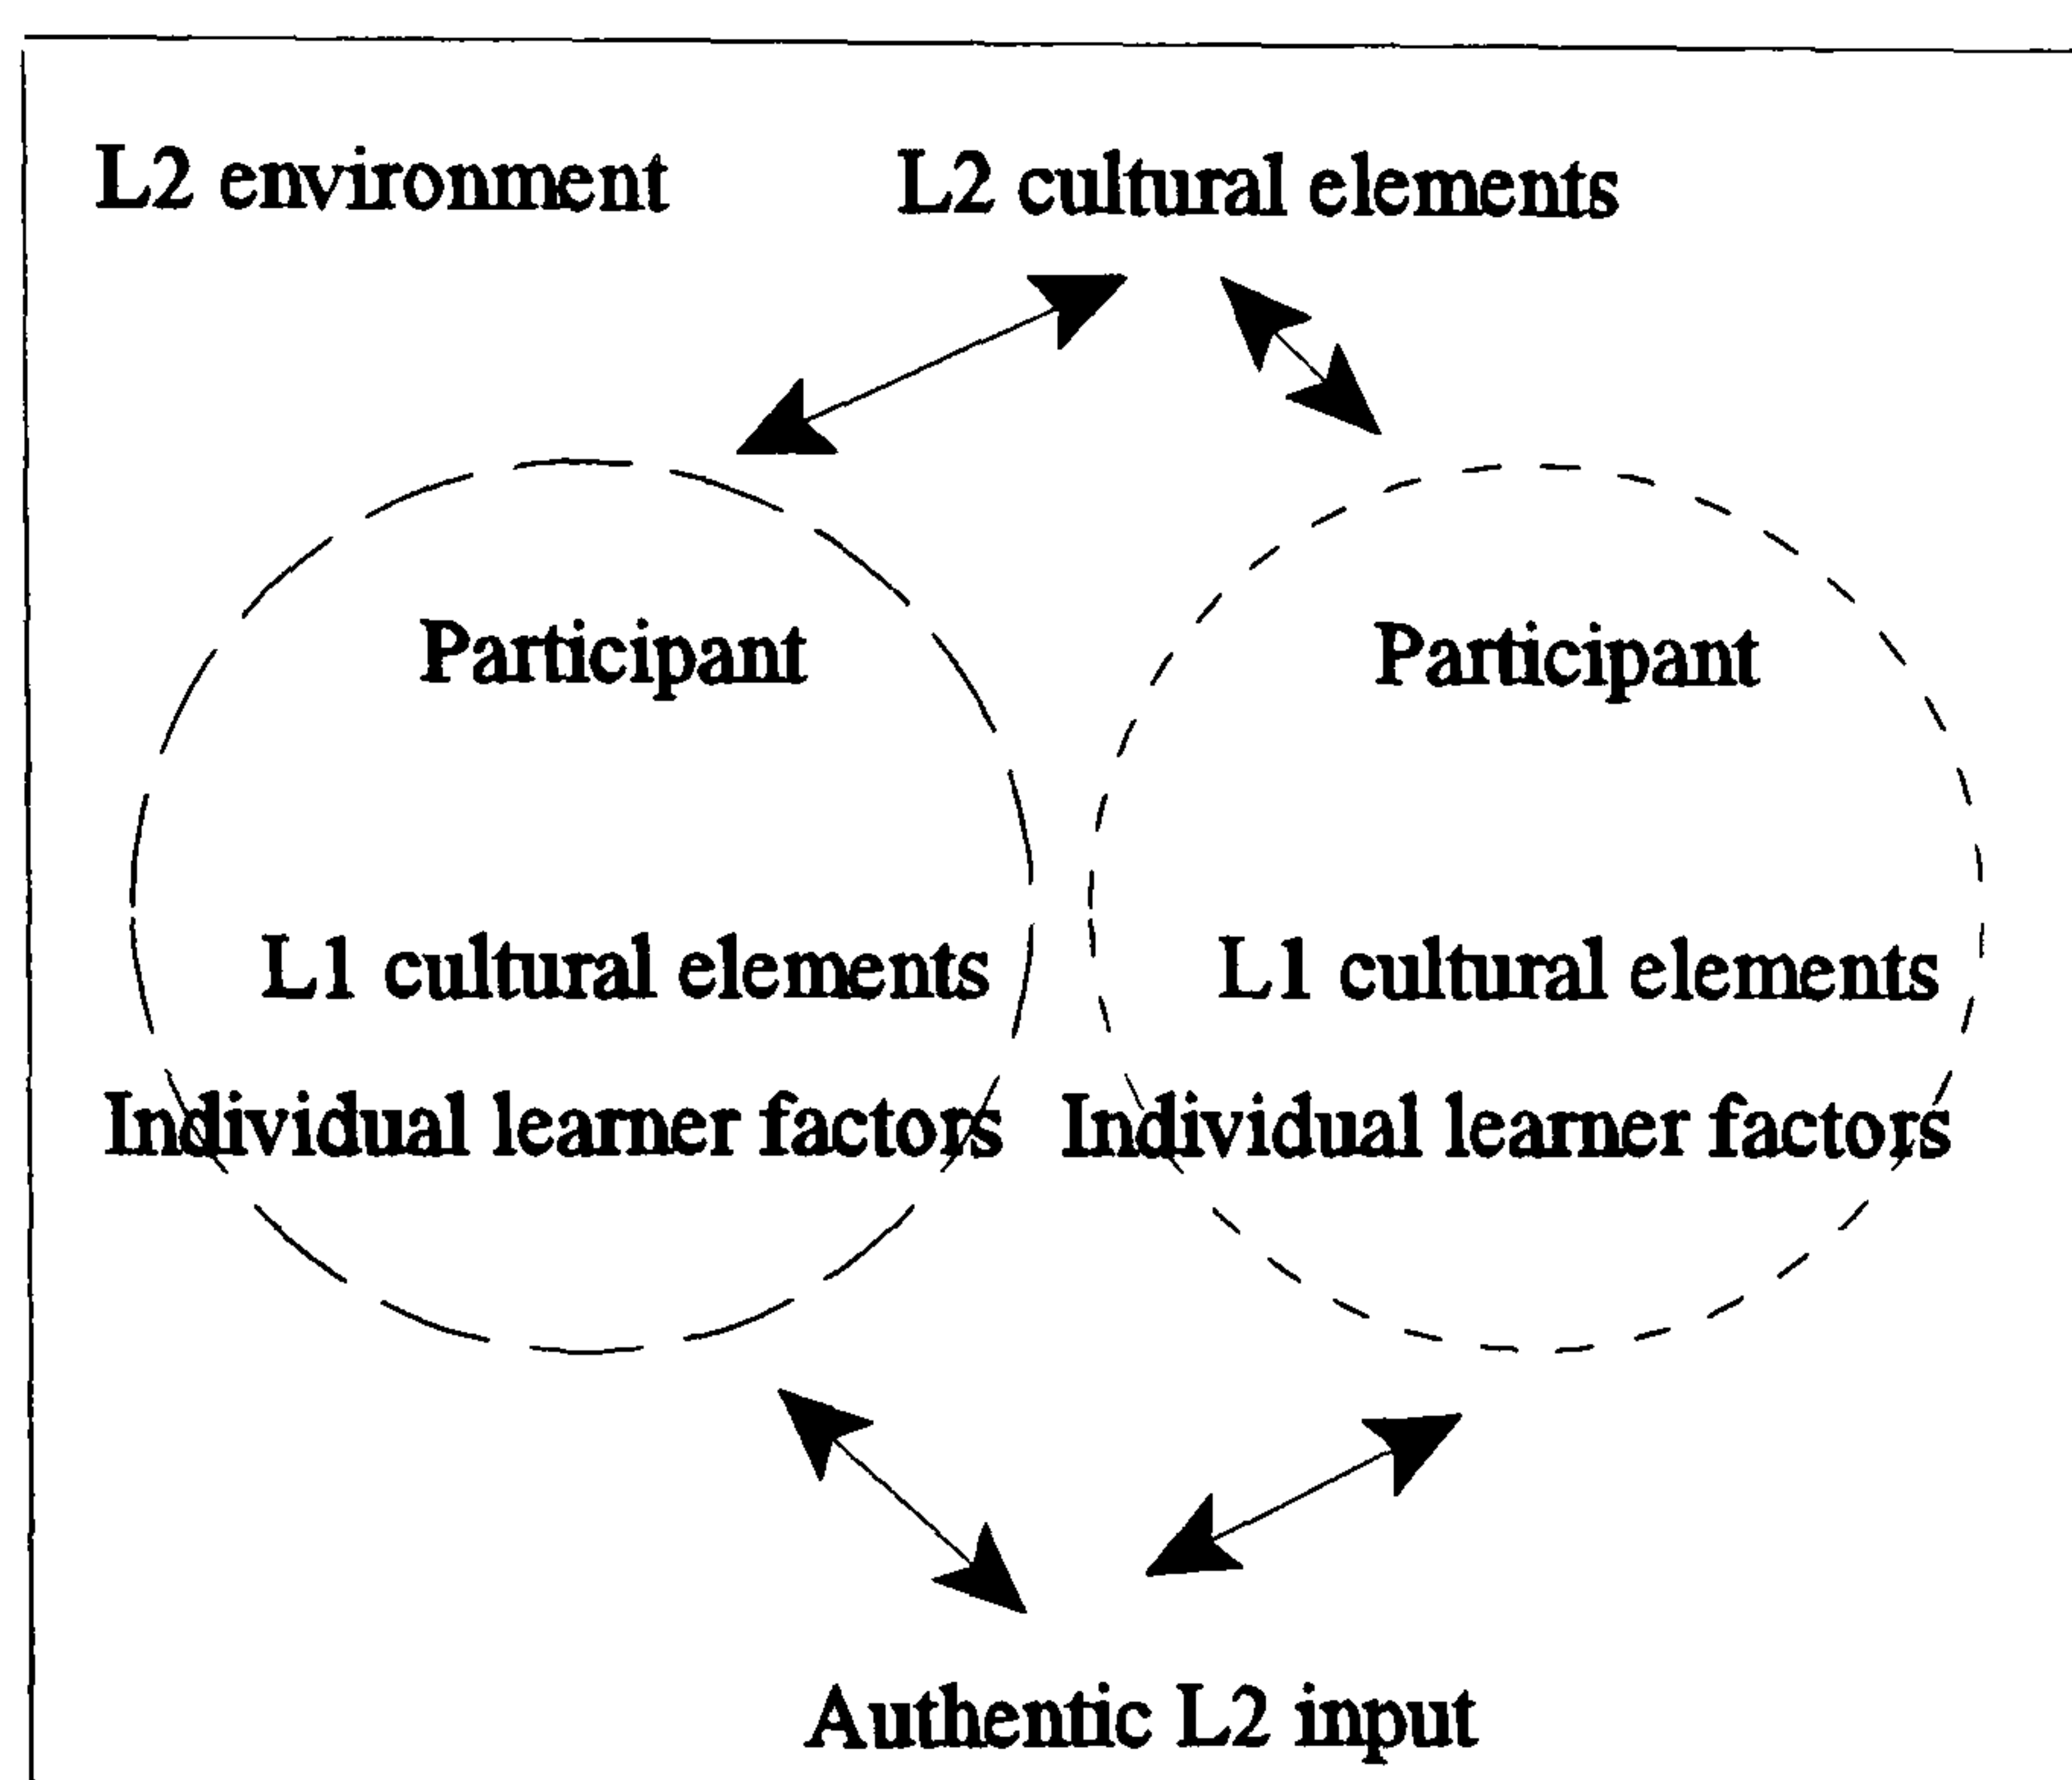 L2 environment
L2 cultural elements
Participant
L1 cultural elements
Individual learner factors
Participant
L1 cultural elements
Individual learner factors
Authentic L2 input